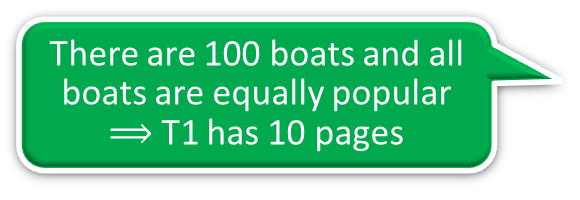 There are 100 boats and all
boats are equally popular
⟹ T1 has 10 pages